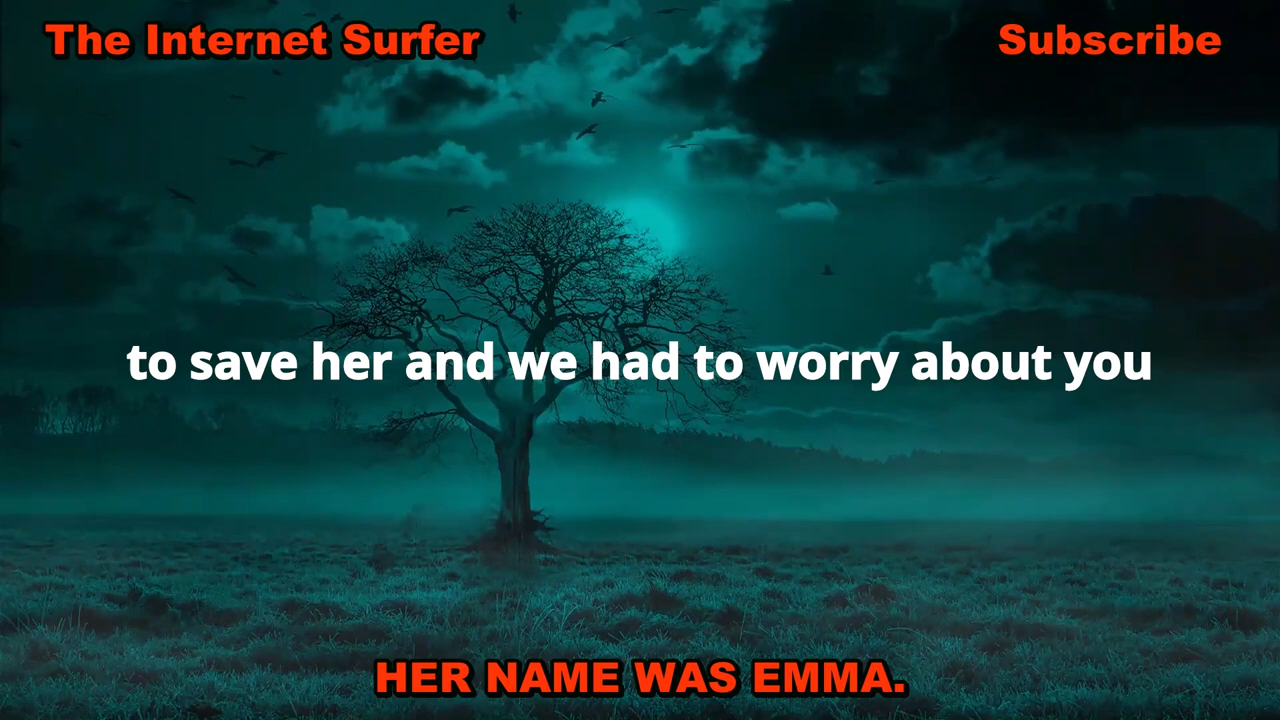 The Internet Surfer
Subscribe
to save her and we had to worry about you
HER NAME WAS EMMA.